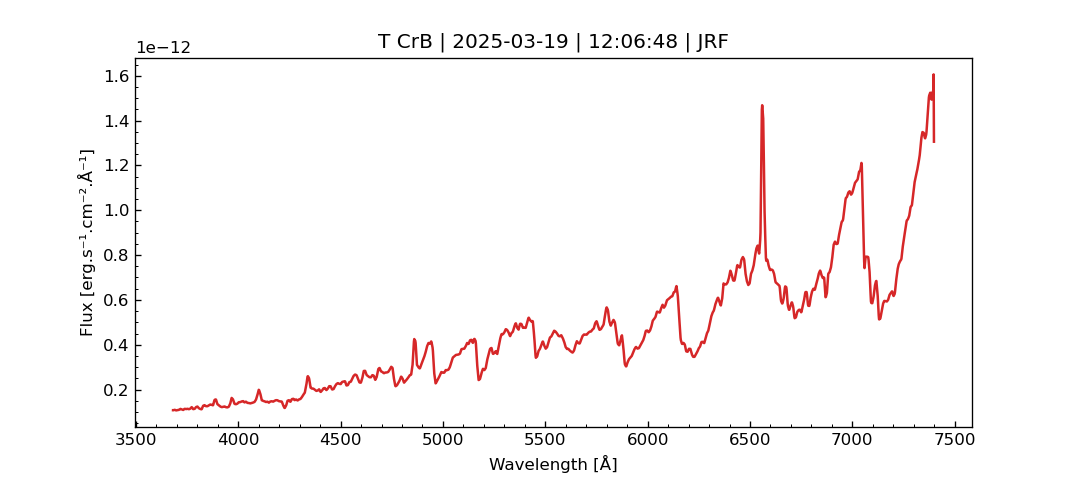 T CrB | 2025-03-19 | 12:06:48 | JRF
1e−12
1.6
1.4
1.2
1.0
0.8
0.6
0.4
0.2
Flux [erg.s⁻¹.cm⁻².Å⁻¹]
3500 4000 4500 5000 5500 6000 6500 7000 7500
Wavelength [Å]